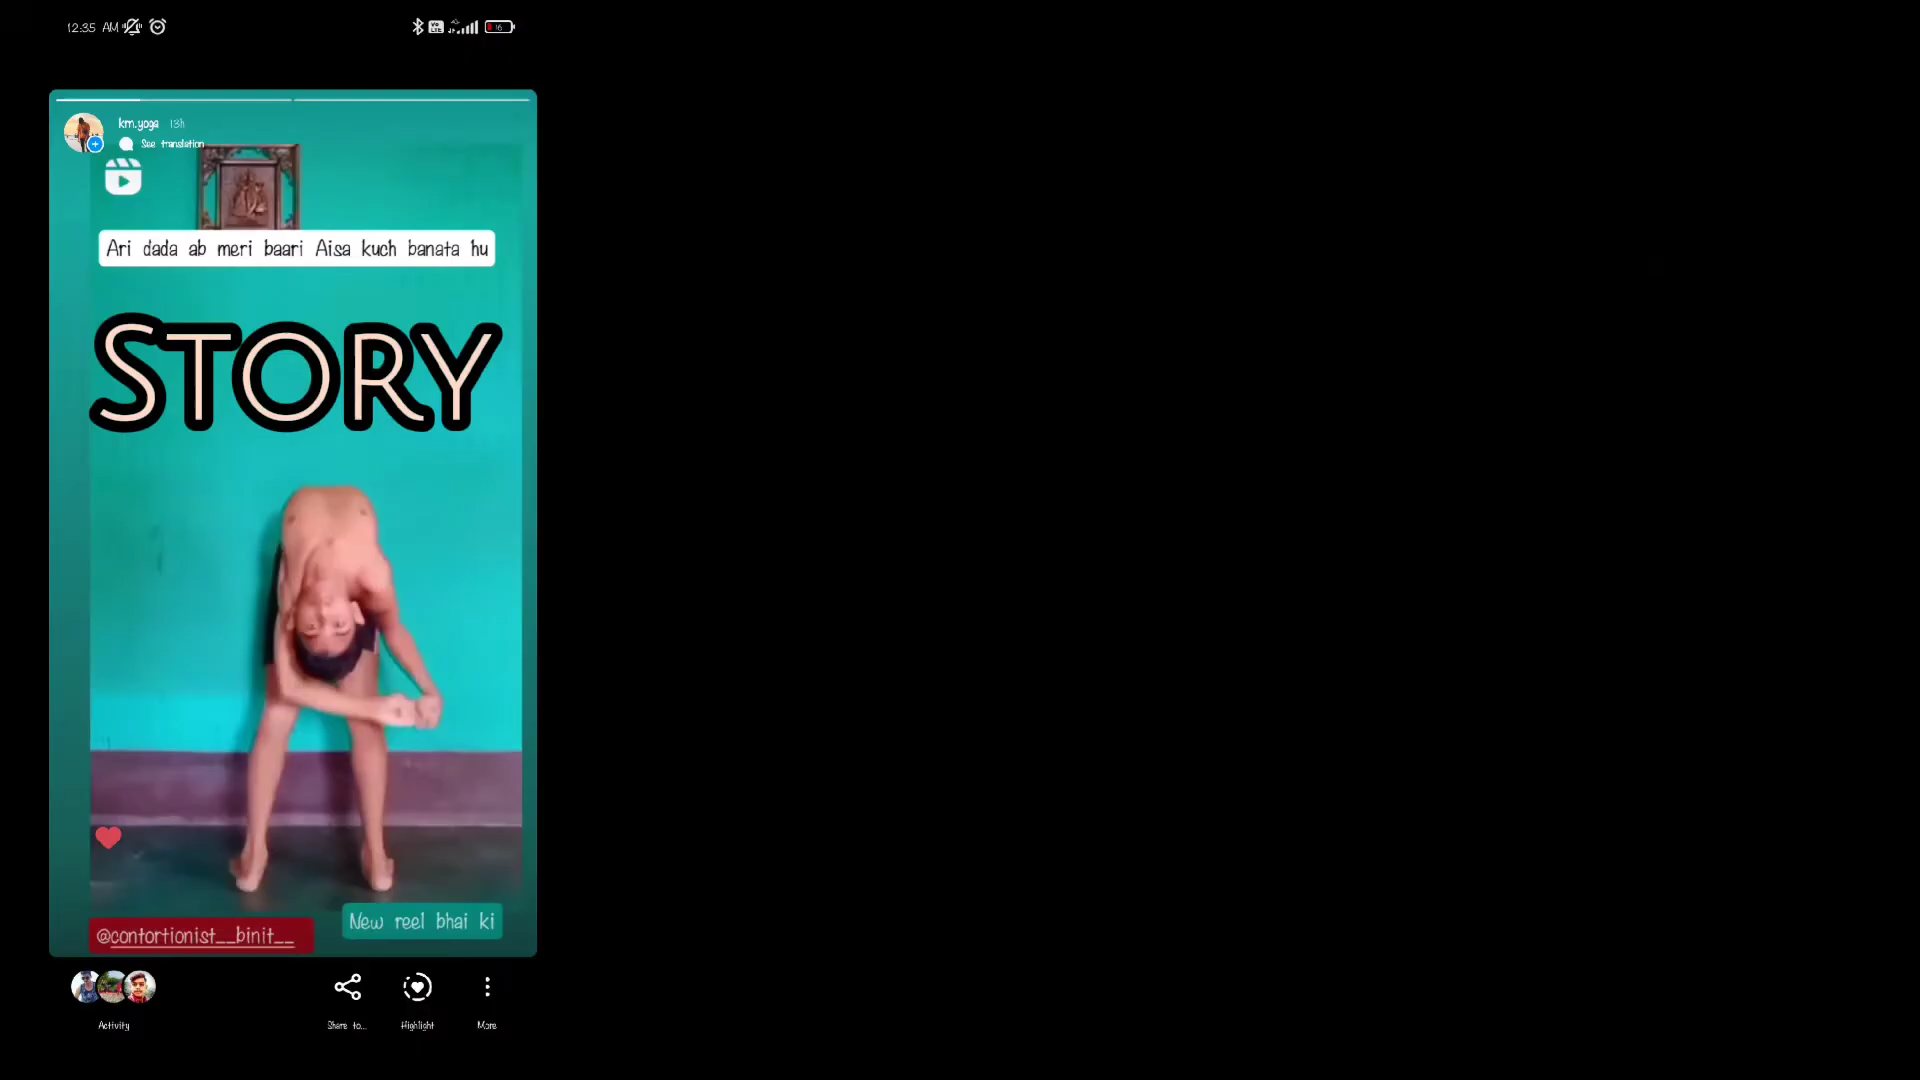 12:35 AM
16
km.yoga 13h
See translation
Ari dada ab meri baari Aisa kuch banata hu
STORY
New reel bhai ki
@contortionist__binit__
Activity
Share to...
Highlight
More